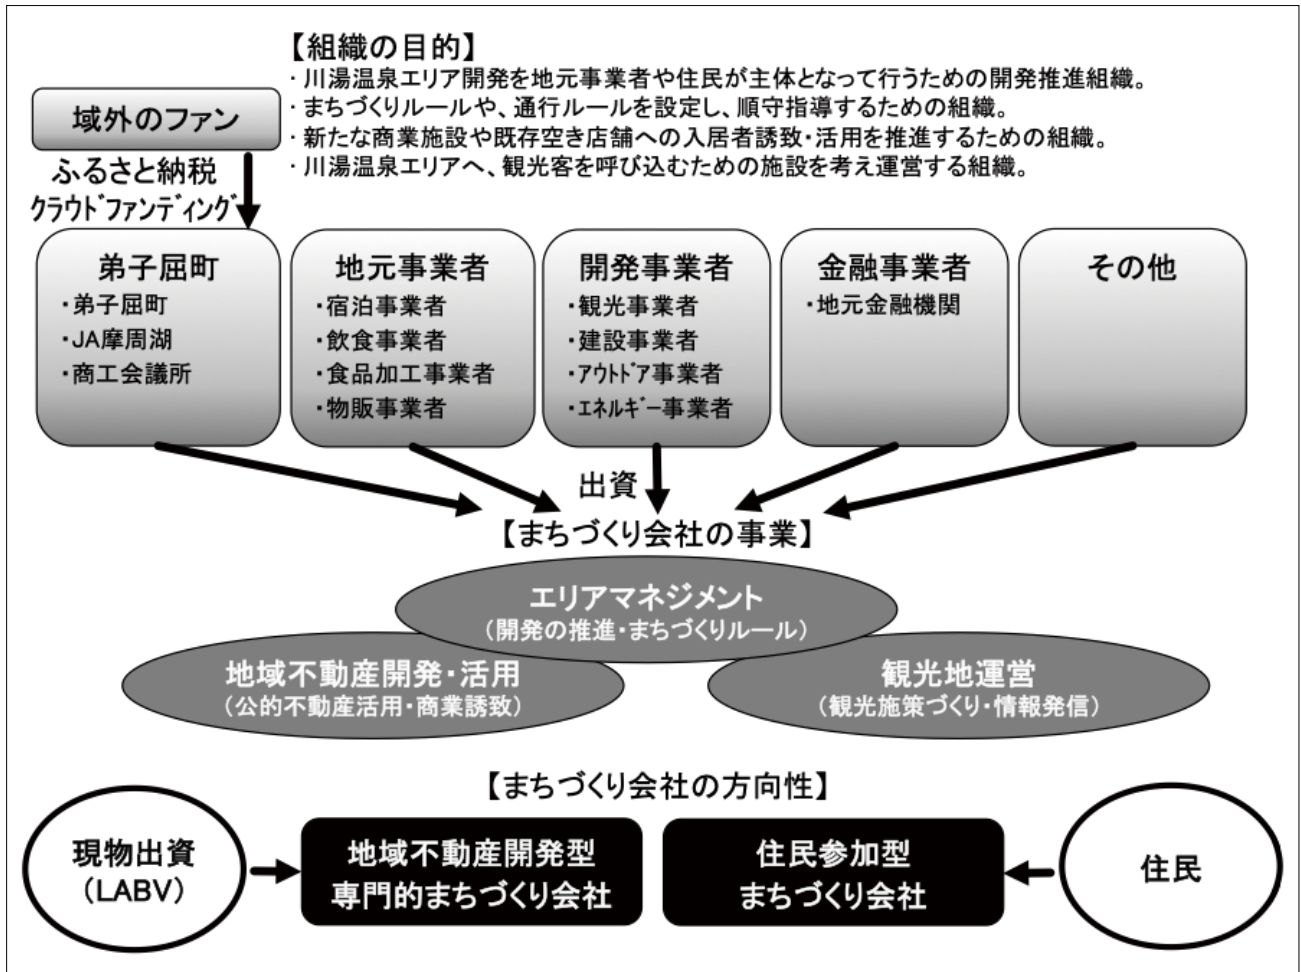 【組織の目的】
・川湯温泉エリア開発を地元事業者や住民が主体となって行うための開発推進組織。
・まちづくりルールや、通行ルールを設定し、順守指導するための組織。
・新たな商業施設や既存空き店舗への入居者誘致・活用を推進するための組織。
・川湯温泉エリアへ、観光客を呼び込むための施設を考え運営する組織。
域外のファン
ふるさと納税
クラウドファンディング
弟子屈町
・弟子屈町
・JA摩周湖
・商工会議所
地元事業者
・宿泊事業者
・飲食事業者
・食品加工事業者
・物販事業者
開発事業者
・観光事業者
・建設事業者
・アウトドア事業者
・エネルギー事業者
金融事業者
・地元金融機関
その他
出資
【まちづくり会社の事業】
エリアマネジメント
（開発の推進・まちづくりルール）
地域不動産開発・活用
（公的不動産活用・商業誘致）
観光地運営
（観光施策づくり・情報発信）
【まちづくり会社の方向性】
現物出資
（LABV）
地域不動産開発型
専門的まちづくり会社
住民参加型
まちづくり会社
住民